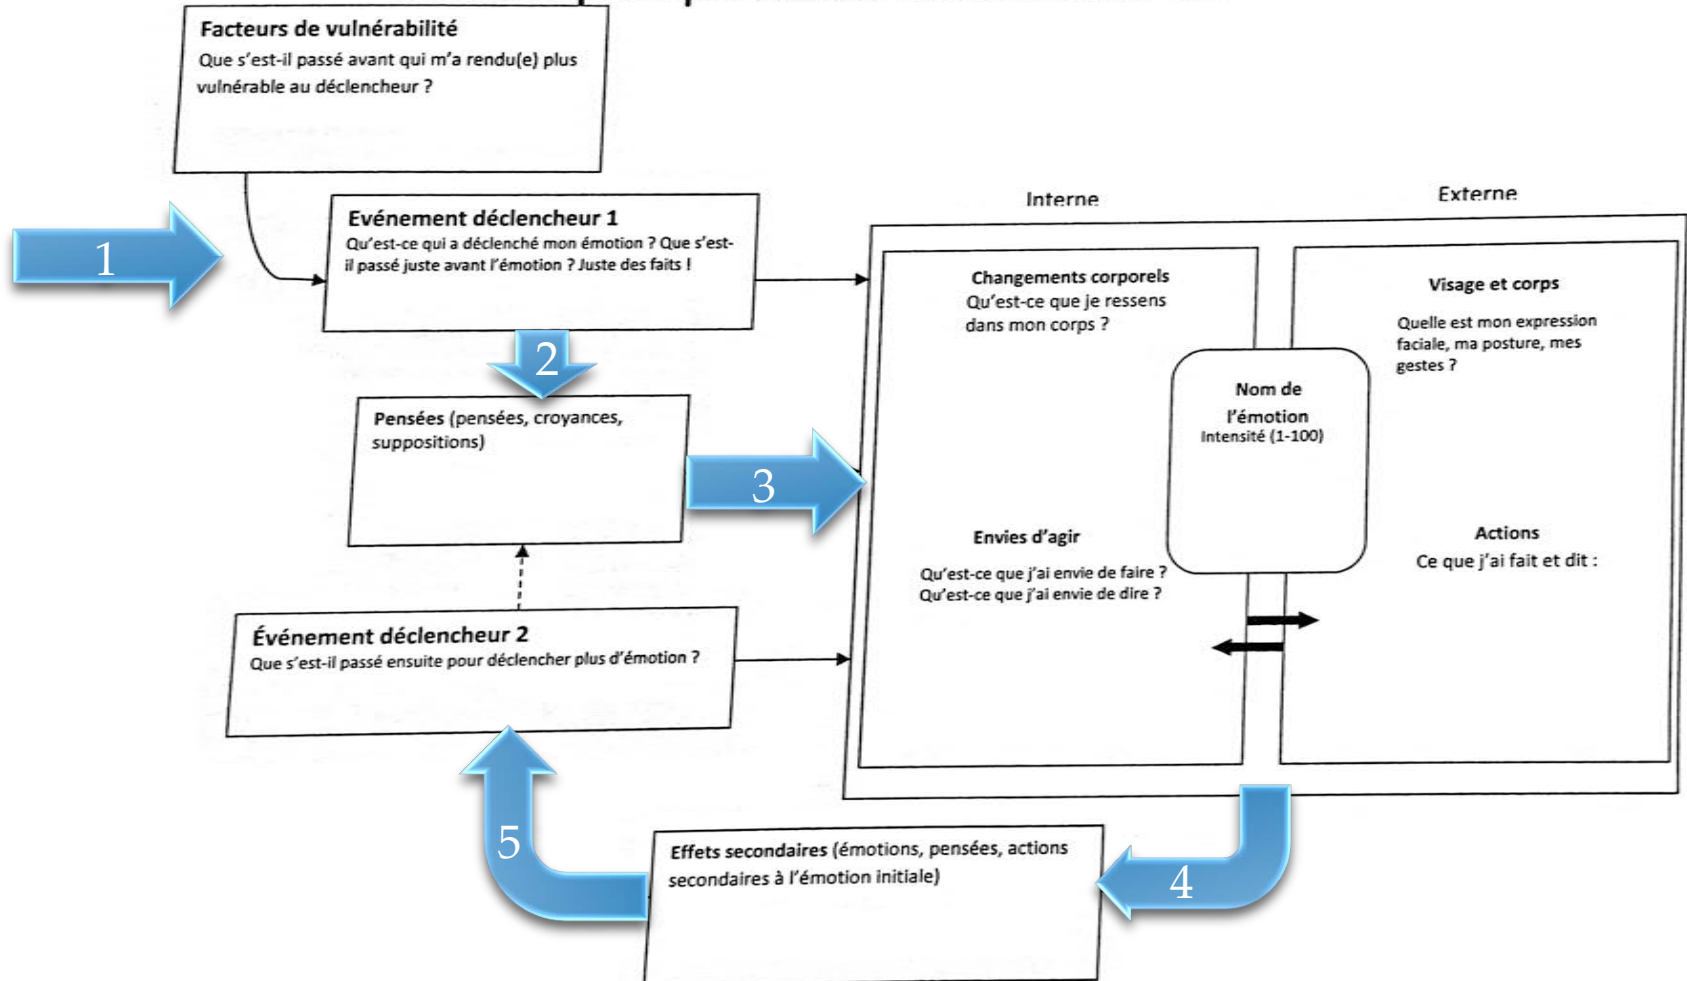 Facteurs de vulnérabilité
Que s'est-il passé avant qui m'a rendu(e) plus
vulnérable au déclencheur ?
1
Evénement déclencheur 1
Qu'est-ce qui a déclenché mon émotion ? Que s'est-
il passé juste avant l'émotion ? Juste des faits !
2
Pensées (pensées, croyances,
suppositions)
3
Événement déclencheur 2
Que s'est-il passé ensuite pour déclencher plus d'émotion ?
Interne
Externe
Changements corporels
Qu'est-ce que je ressens
dans mon corps ?
Visage et corps
Quelle est mon expression
faciale, ma posture, mes
gestes ?
Nom de
l'émotion
Intensité (1-100)
Envies d'agir
Qu'est-ce que j'ai envie de faire ?
Qu'est-ce que j'ai envie de dire ?
Actions
Ce que j'ai fait et dit :
4
Effets secondaires (émotions, pensées, actions
secondaires à l'émotion initiale)
5